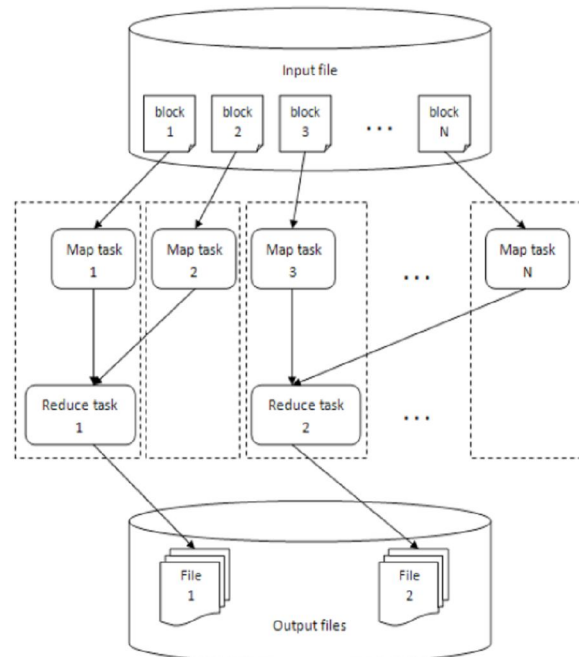 Input file
block
1
block
2
block
3
...
block
N
Map task
1
Map task
2
Map task
3
...
Map task
N
Reduce task
1
Reduce task
2
...
File
1
File
2
Output files